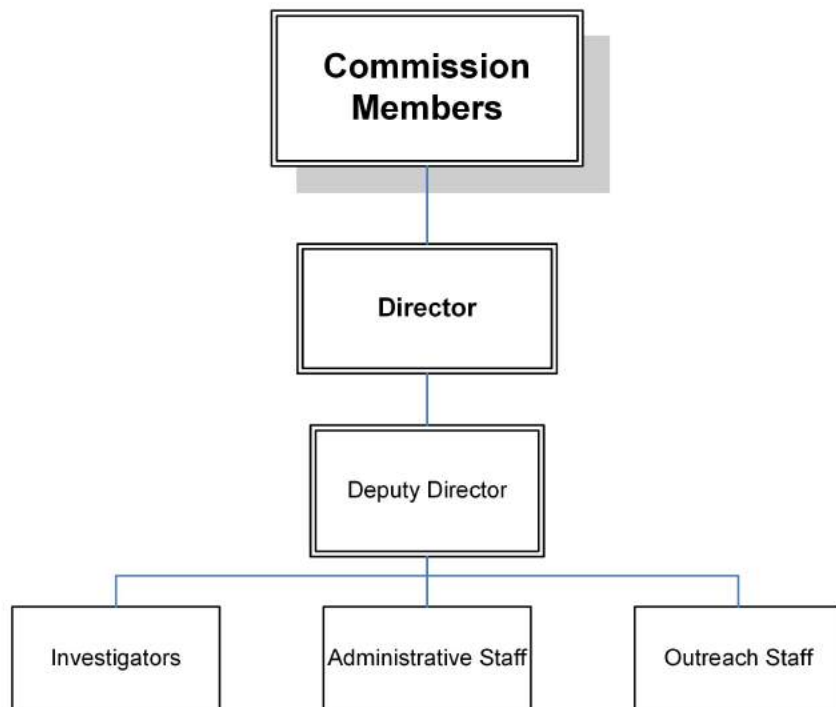 Commission
Members
Director
Deputy Director
Investigators
Administrative Staff
Outreach Staff